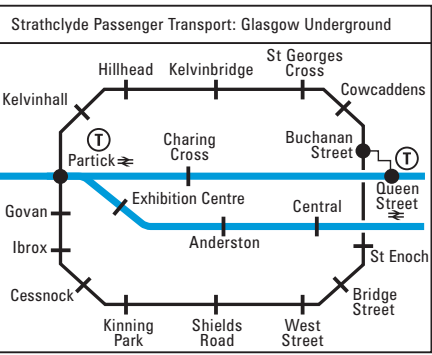 Strathclyde Passenger Transport: Glasgow Underground
St Georges
Cross
Hillhead
Kelvinbridge
Cowcaddens
Kelvinhall
T
Partick
Charing
Cross
Buchanan
Street
T
Queen
Street
Exhibition Centre
Central
Govan
Anderston
Ibrox
St Enoch
Cessnock
Bridge
Street
Kinning
Park
Shields
Road
West
Street